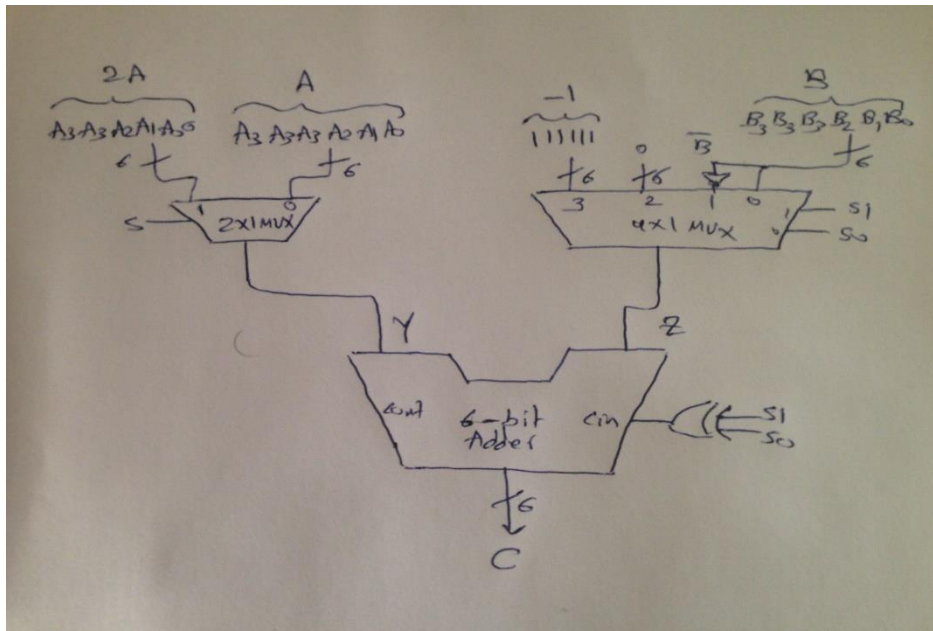 2A
A
-1
B
A3 A3 A2 A1 A0 0
A3 A3 A3 A2 A1 A0
111111
0
B̅
B3 B3 B3 B2 B1 B0
6
6
6
6
6
1
0
3
2
1
0
1
S1
S
2x1 MUX
4x1 MUX
0
S0
Y
Z
Cout
6-bit
Adder
Cin
S1
S0
6
C